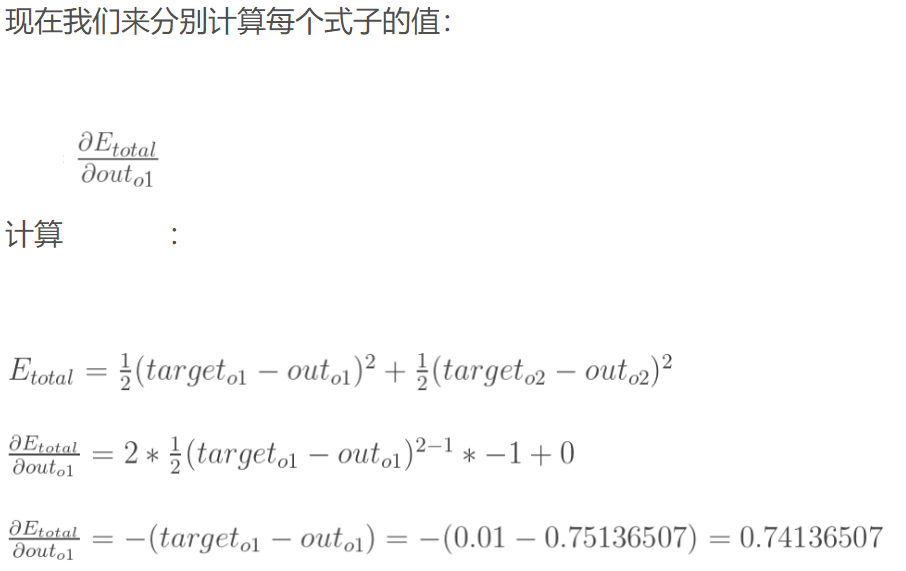 现在我们来分别计算每个式子的值：
∂E_total/∂out_o1
计算 ：
E_total = 1/2(target_o1 − out_o1)² + 1/2(target_o2 − out_o2)²
∂E_total/∂out_o1 = 2 * 1/2(target_o1 − out_o1)²⁻¹ * −1 + 0
∂E_total/∂out_o1 = −(target_o1 − out_o1) = −(0.01 − 0.75136507) = 0.74136507